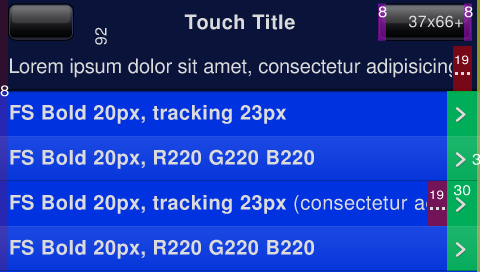 8
8
92
Touch Title
37x66+
Lorem ipsum dolor sit amet, consectetur adipisicing
19
...
8
FS Bold 20px, tracking 23px
FS Bold 20px, R220 G220 B220
3
FS Bold 20px, tracking 23px (consectetur a
19
...
30
FS Bold 20px, R220 G220 B220